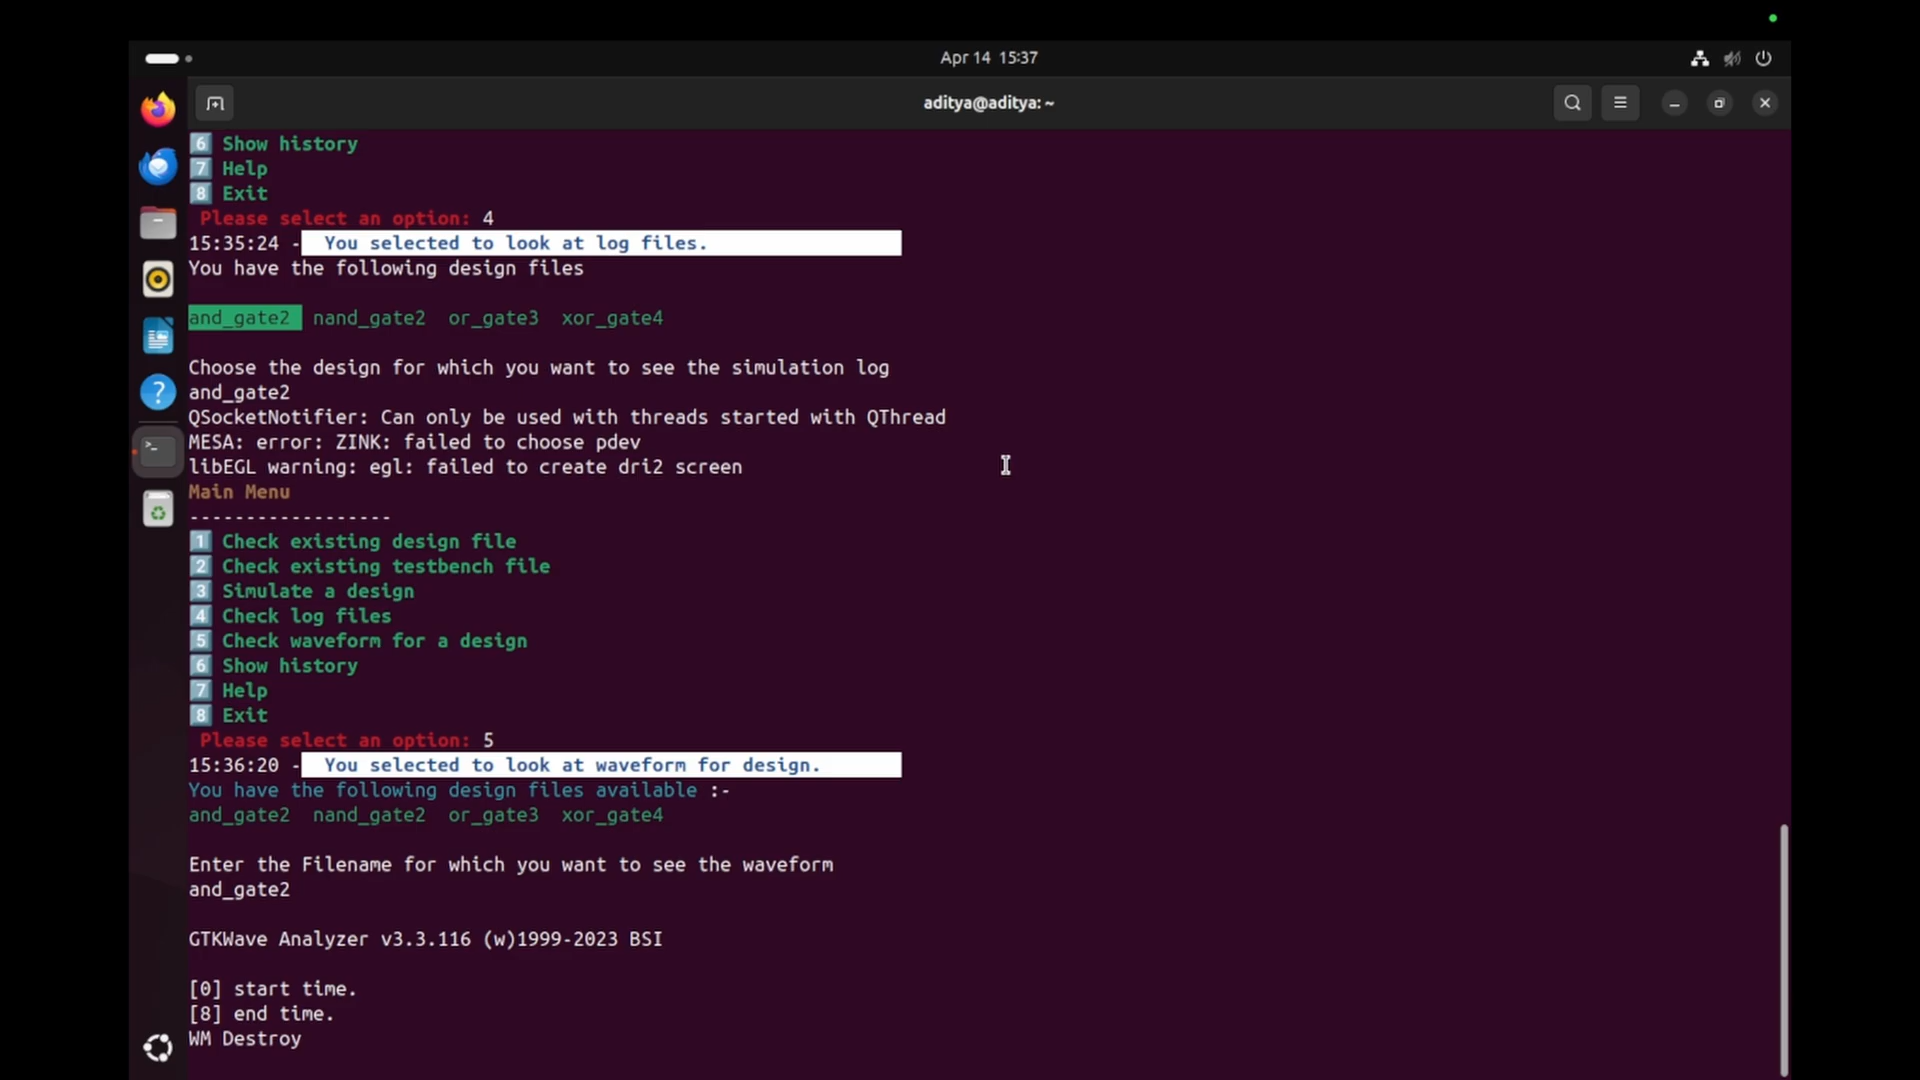 Apr 14 15:37
aditya@aditya: ~
6 Show history
7 Help
8 Exit
Please select an option: 4
15:35:24 - You selected to look at log files.
You have the following design files
and_gate2 nand_gate2 or_gate3 xor_gate4
Choose the design for which you want to see the simulation log
and_gate2
QSocketNotifier: Can only be used with threads started with QThread
MESA: error: ZINK: failed to choose pdev
libEGL warning: egl: failed to create dri2 screen
Main Menu
------------------
1 Check existing design file
2 Check existing testbench file
3 Simulate a design
4 Check log files
5 Check waveform for a design
6 Show history
7 Help
8 Exit
Please select an option: 5
15:36:20 - You selected to look at waveform for design.
You have the following design files available :-
and_gate2 nand_gate2 or_gate3 xor_gate4
Enter the Filename for which you want to see the waveform
and_gate2
GTKWave Analyzer v3.3.116 (w)1999-2023 BSI
[0] start time.
[8] end time.
WM Destroy